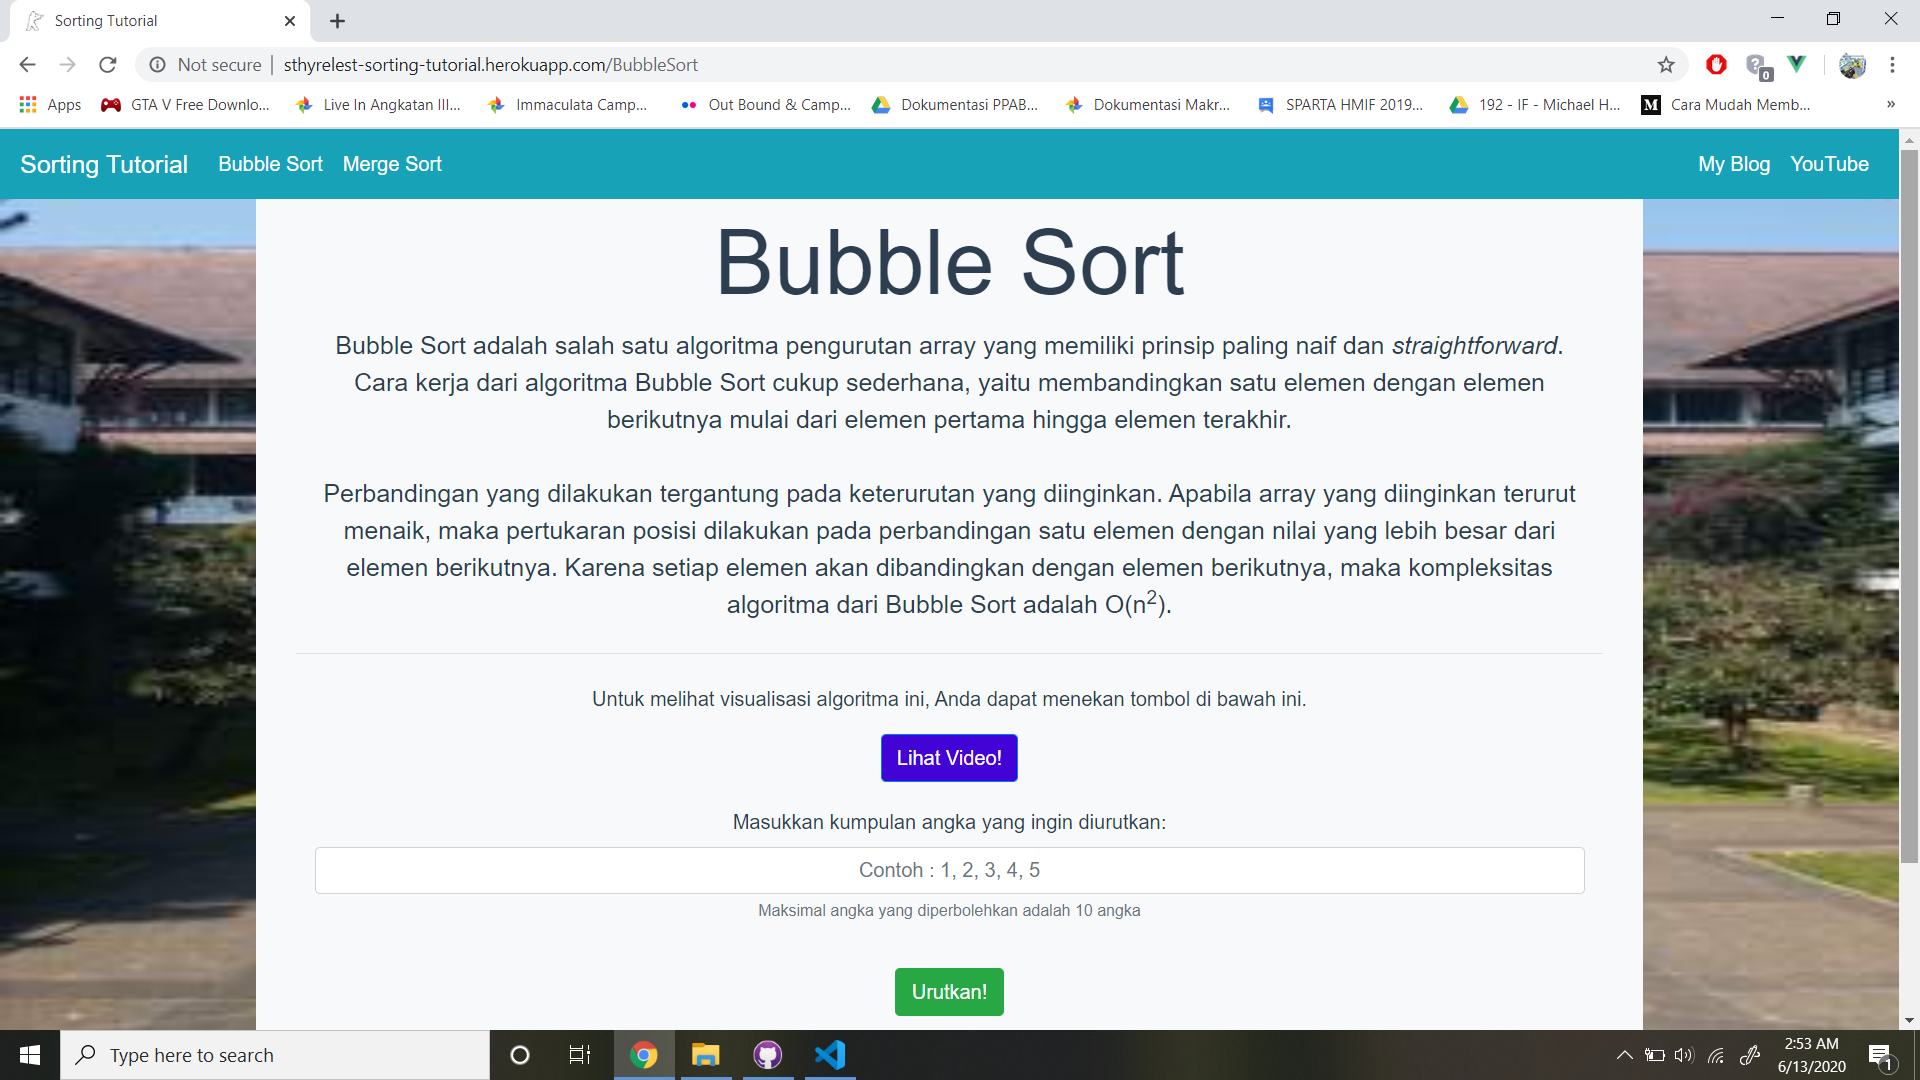 Sorting Tutorial
Not secure | sthyrelest-sorting-tutorial.herokuapp.com/BubbleSort
0
Apps GTA V Free Downlo... Live In Angkatan III... Immaculata Camp... Out Bound & Camp... Dokumentasi PPAB... Dokumentasi Makr... SPARTA HMIF 2019... 192 - IF - Michael H... M Cara Mudah Memb... »
Sorting Tutorial Bubble Sort Merge Sort My Blog YouTube
Bubble Sort
Bubble Sort adalah salah satu algoritma pengurutan array yang memiliki prinsip paling naif dan straightforward.
Cara kerja dari algoritma Bubble Sort cukup sederhana, yaitu membandingkan satu elemen dengan elemen
berikutnya mulai dari elemen pertama hingga elemen terakhir.
Perbandingan yang dilakukan tergantung pada keterurutan yang diinginkan. Apabila array yang diinginkan terurut
menaik, maka pertukaran posisi dilakukan pada perbandingan satu elemen dengan nilai yang lebih besar dari
elemen berikutnya. Karena setiap elemen akan dibandingkan dengan elemen berikutnya, maka kompleksitas
algoritma dari Bubble Sort adalah O(n²).
Untuk melihat visualisasi algoritma ini, Anda dapat menekan tombol di bawah ini.
Lihat Video!
Masukkan kumpulan angka yang ingin diurutkan:
Contoh : 1, 2, 3, 4, 5
Maksimal angka yang diperbolehkan adalah 10 angka
Urutkan!
Type here to search
2:53 AM
6/13/2020
1